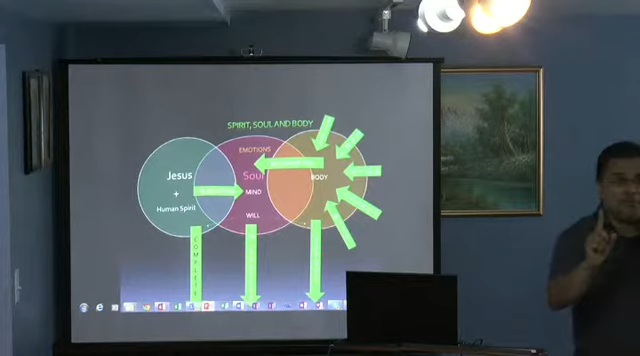 SPIRIT, SOUL AND BODY
EMOTIONS
Jesus
Soul
BODY
+
MIND
Human Spirit
WILL